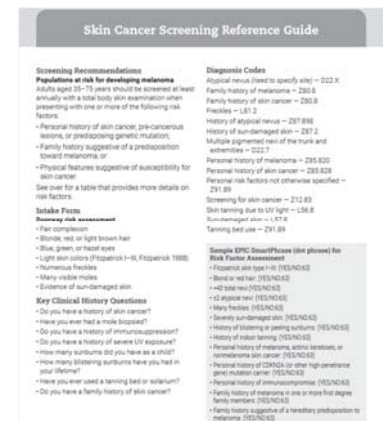 Skin Cancer Screening Reference Guide
Screening Recommendations
Populations at risk for developing melanoma
Adults aged 35–75 years should be screened at least
annually with a total body skin examination when
presenting with one or more of the following risk
factors:
• Personal history of skin cancer, pre-cancerous
lesions, or predisposing genetic mutation;
• Family history suggestive of a predisposition
toward melanoma; or
• Physical features suggestive of susceptibility for
skin cancer.
See over for a table that provides more details on
risk factors.
Intake Form
Doorway risk assessment
• Fair complexion
• Blonde, red, or light brown hair
• Blue, green, or hazel eyes
• Light skin colors (Fitzpatrick I–III, Fitzpatrick 1988)
• Numerous freckles
• Many visible moles
• Evidence of sun-damaged skin
Key Clinical History Questions
• Do you have a history of skin cancer?
• Have you ever had a mole biopsied?
• Do you have a history of immunosuppression?
• Do you have a history of severe UV exposure?
• How many sunburns did you have as a child?
• How many blistering sunburns have you had in
your lifetime?
• Have you ever used a tanning bed or solarium?
• Do you have a family history of skin cancer?
Diagnosis Codes
Atypical nevus (need to specify site) — D22.X
Family history of melanoma — Z80.8
Family history of skin cancer — Z80.8
Freckles — L81.2
History of atypical nevus — Z87.898
History of sun-damaged skin — Z87.2
Multiple pigmented nevi of the trunk and
extremities — D22.7
Personal history of melanoma — Z85.820
Personal history of skin cancer — Z85.828
Personal risk factors not otherwise specified —
Z91.89
Screening for skin cancer — Z12.83
Skin tanning due to UV light — L56.8
Sun-damaged skin — L57.8
Tanning bed use — Z91.89
Sample EPIC SmartPhrase (dot phrase) for
Risk Factor Assessment
• Fitzpatrick skin type I–III: {YES/NO:63}
• Blond or red hair: {YES/NO:63}
• >40 total nevi: {YES/NO:63}
• ≥2 atypical nevi: {YES/NO:63}
• Many freckles: {YES/NO:63}
• Severely sun-damaged skin: {YES/NO:63}
• History of blistering or peeling sunburns: {YES/NO:63}
• History of indoor tanning: {YES/NO:63}
• Personal history of melanoma, actinic keratoses, or
nonmelanoma skin cancer: {YES/NO:63}
• Personal history of CDKN2A (or other high-penetrance
gene) mutation carrier: {YES/NO:63}
• Personal history of immunocompromise: {YES/NO:63}
• Family history of melanoma in one or more first degree
family members: {YES/NO:63}
• Family history suggestive of a hereditary predisposition to
melanoma: {YES/NO:63}